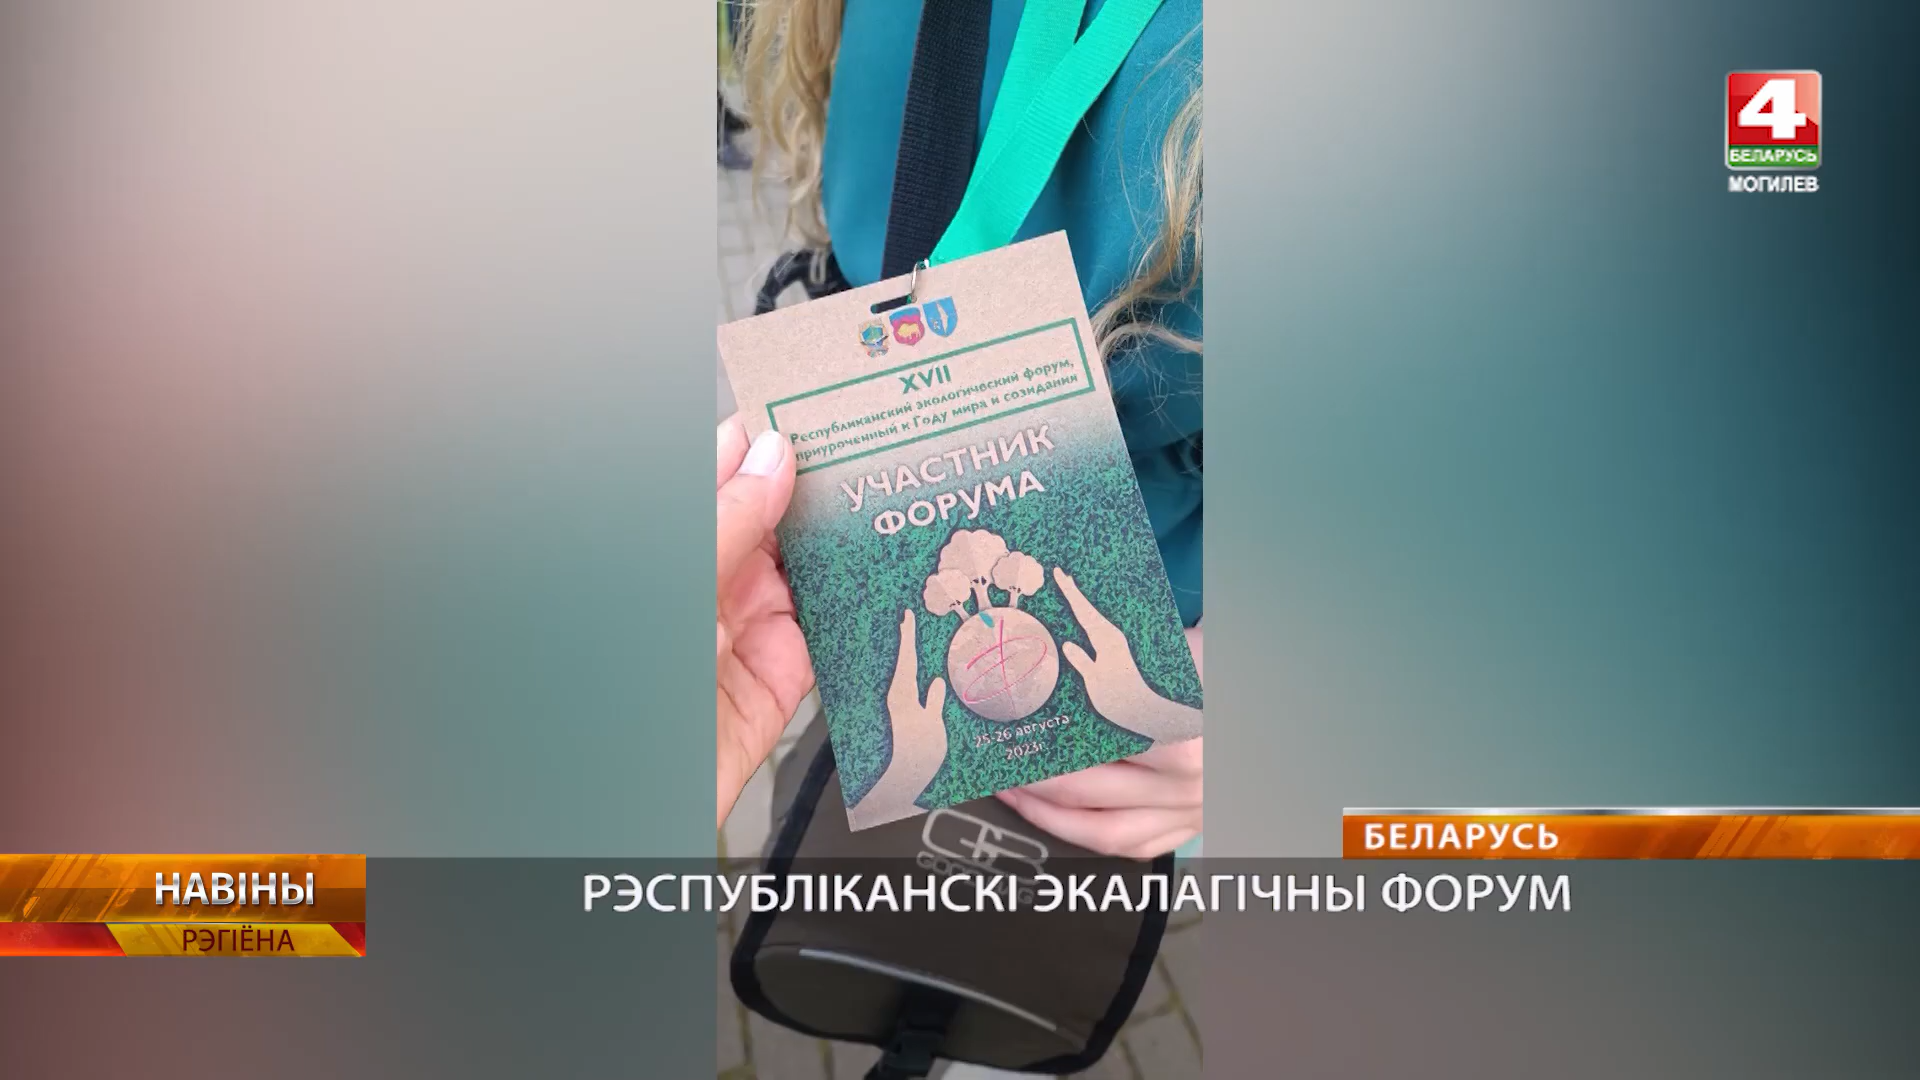 4
БЕЛАРУСЬ
МОГИЛЕВ
XVII
Республиканский экологический форум,
приуроченный к Году мира и созидания
УЧАСТНИК
ФОРУМА
25-26 августа
2023г.
БЕЛАРУСЬ
НАВІНЫ
РЭГІЁНА
РЭСПУБЛІКАНСКІ ЭКАЛАГІЧНЫ ФОРУМ